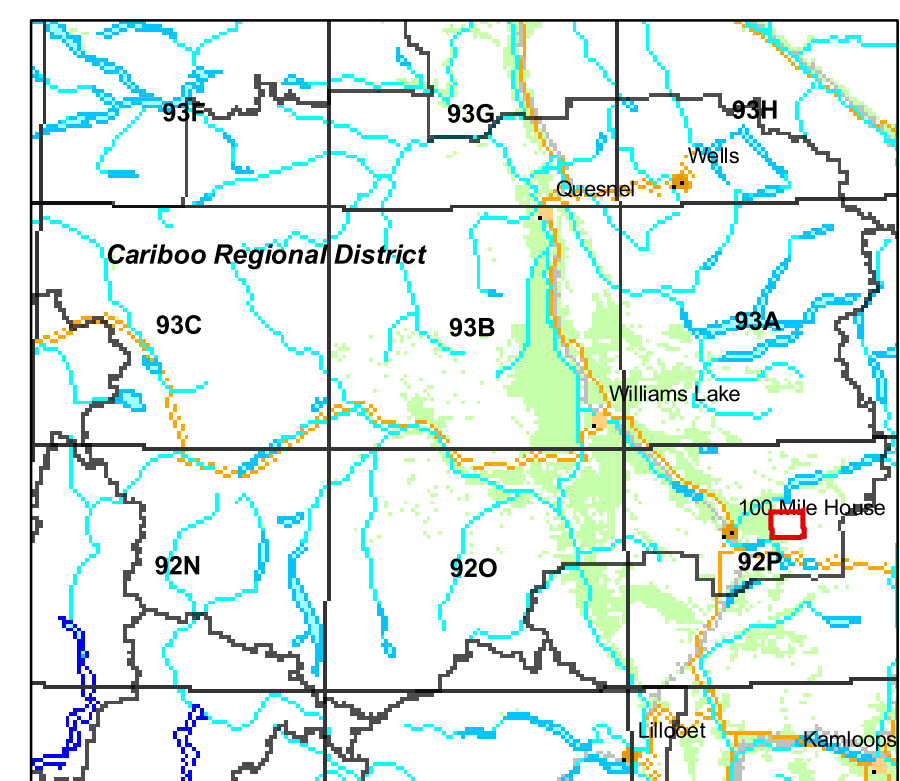 93F
93G
93H
Wells
Quesnel
Cariboo Regional District
93C
93B
93A
Williams Lake
100 Mile House
92N
92O
92P
Lillooet
Kamloops